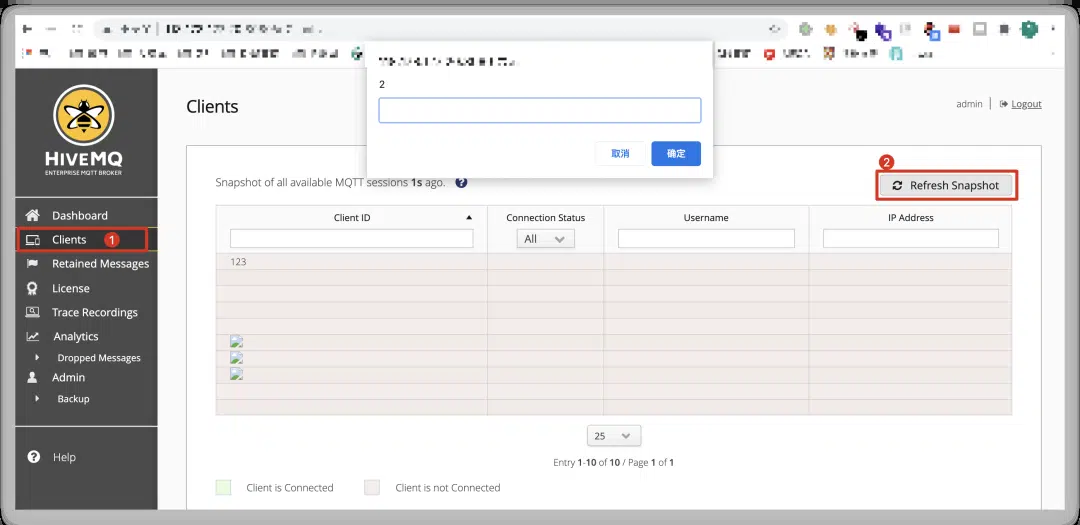 2
取消
确定
HIVEMQ
ENTERPRISE MQTT BROKER
Clients
admin
Logout
Snapshot of all available MQTT sessions 1s ago. ?
2
Refresh Snapshot
Dashboard
Clients 1
Retained Messages
License
Trace Recordings
Analytics
Dropped Messages
Admin
Backup
? Help
Client ID Connection Status Username IP Address
All
123
25
Entry 1-10 of 10 / Page 1 of 1
Client is Connected Client is not Connected